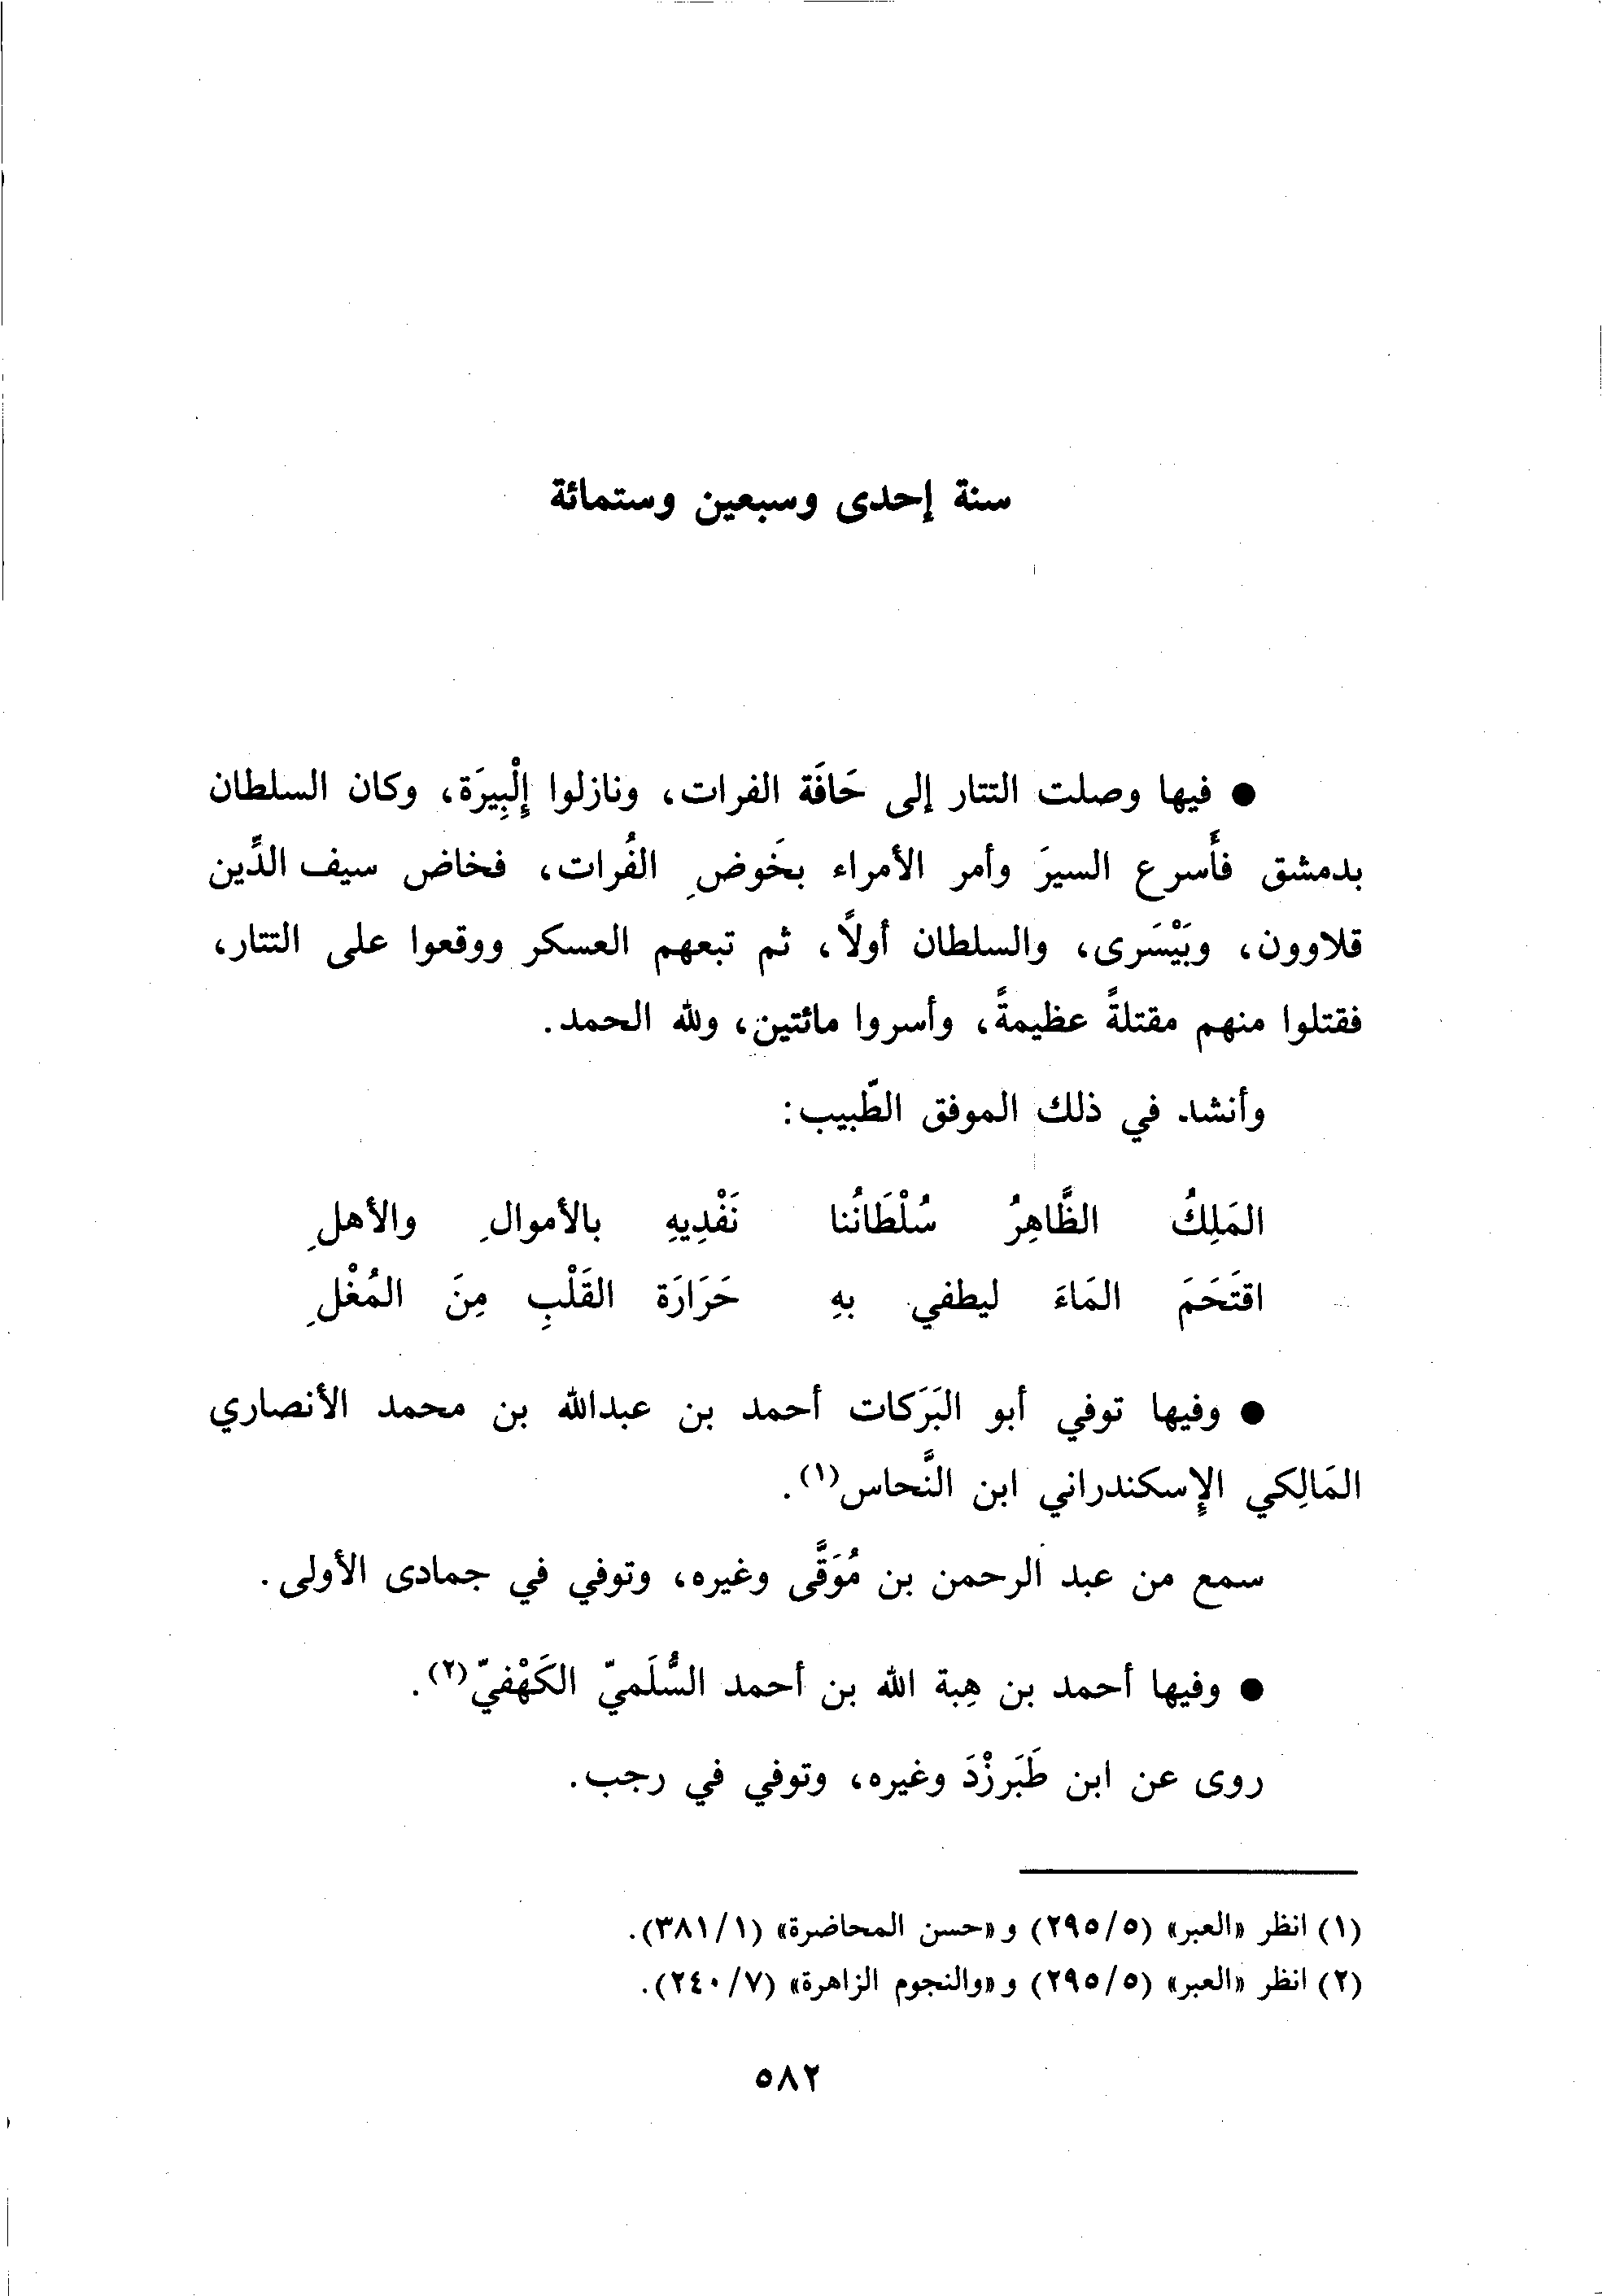 سنة إحدى وسبعين وستمائة
● فيها وصلت التتار إلى حَافَة الفرات، ونازلوا إِلْبِيرَة، وكان السلطان
بدمشق فأَسرع السيرَ وأمر الأمراء بخَوضِ الفُرات، فخاض سيف الدِّين
قلاوون، وبَيْسَرى، والسلطان أولاً، ثم تبعهم العسكر ووقعوا على التتار،
فقتلوا منهم مقتلةً عظيمةً، وأسروا مائتين، ولله الحمد.
وأنشد في ذلك الموفق الطّبيب:
المَلِكُ الظَّاهِرُ سُلْطَانُنا نَفْدِيهِ بالأموالِ والأهلِ
اقتَحَمَ المَاءَ ليطفي بهِ حَرَارَة القَلْبِ مِنَ المُغْلِ
● وفيها توفي أبو البَرَكات أحمد بن عبدالله بن محمد الأنصاري
المَالِكي الإِسكندراني ابن النَّحاس(١).
سمع من عبد الرحمن بن مُوَقَّى وغيره، وتوفي في جمادى الأولى.
● وفيها أحمد بن هِبة الله بن أحمد السُّلَميّ الكَهْفيّ(٢).
روى عن ابن طَبَرزْدَ وغيره، وتوفي في رجب.
(١) انظر «العبر» (٢٩٥/٥) و«حسن المحاضرة» (٣٨١/١).
(٢) انظر «العبر» (٢٩٥/٥) و«والنجوم الزاهرة» (٢٤٠/٧).
٥٨٢